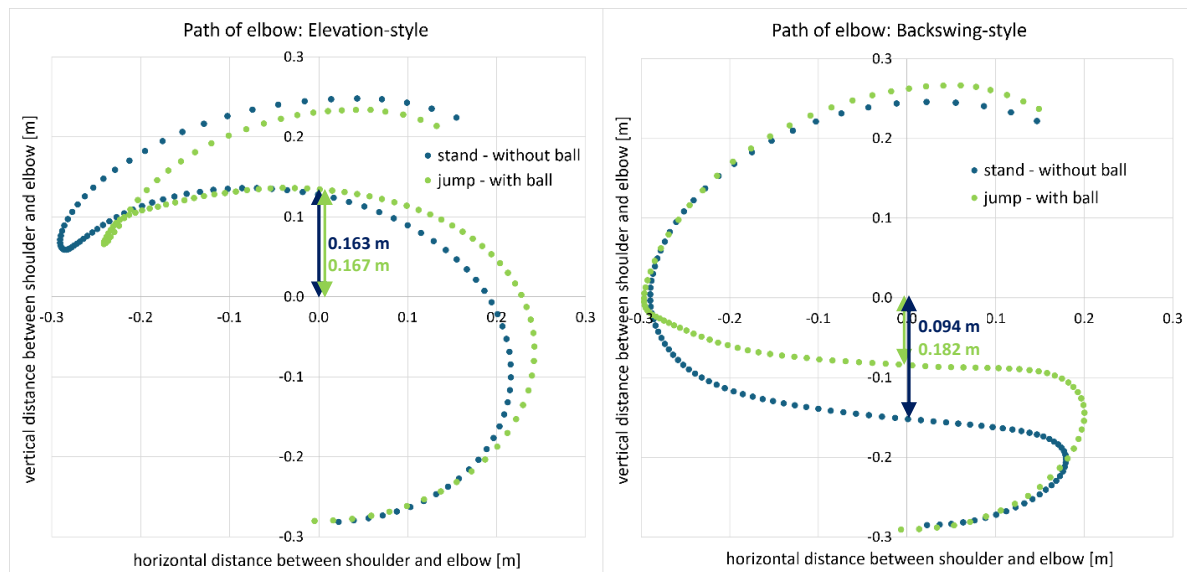 Path of elbow: Elevation-style
vertical distance between shoulder and elbow [m]
0.3
0.2
0.1
0.0
-0.1
-0.2
-0.3
-0.3
-0.2
-0.1
0.0
0.1
0.2
0.3
stand - without ball
jump - with ball
0.163 m
0.167 m
horizontal distance between shoulder and elbow [m]
Path of elbow: Backswing-style
vertical distance between shoulder and elbow [m]
0.3
0.2
0.1
0.0
-0.1
-0.2
-0.3
-0.3
-0.2
-0.1
0.0
0.1
0.2
0.3
stand - without ball
jump - with ball
0.094 m
0.182 m
horizontal distance between shoulder and elbow [m]